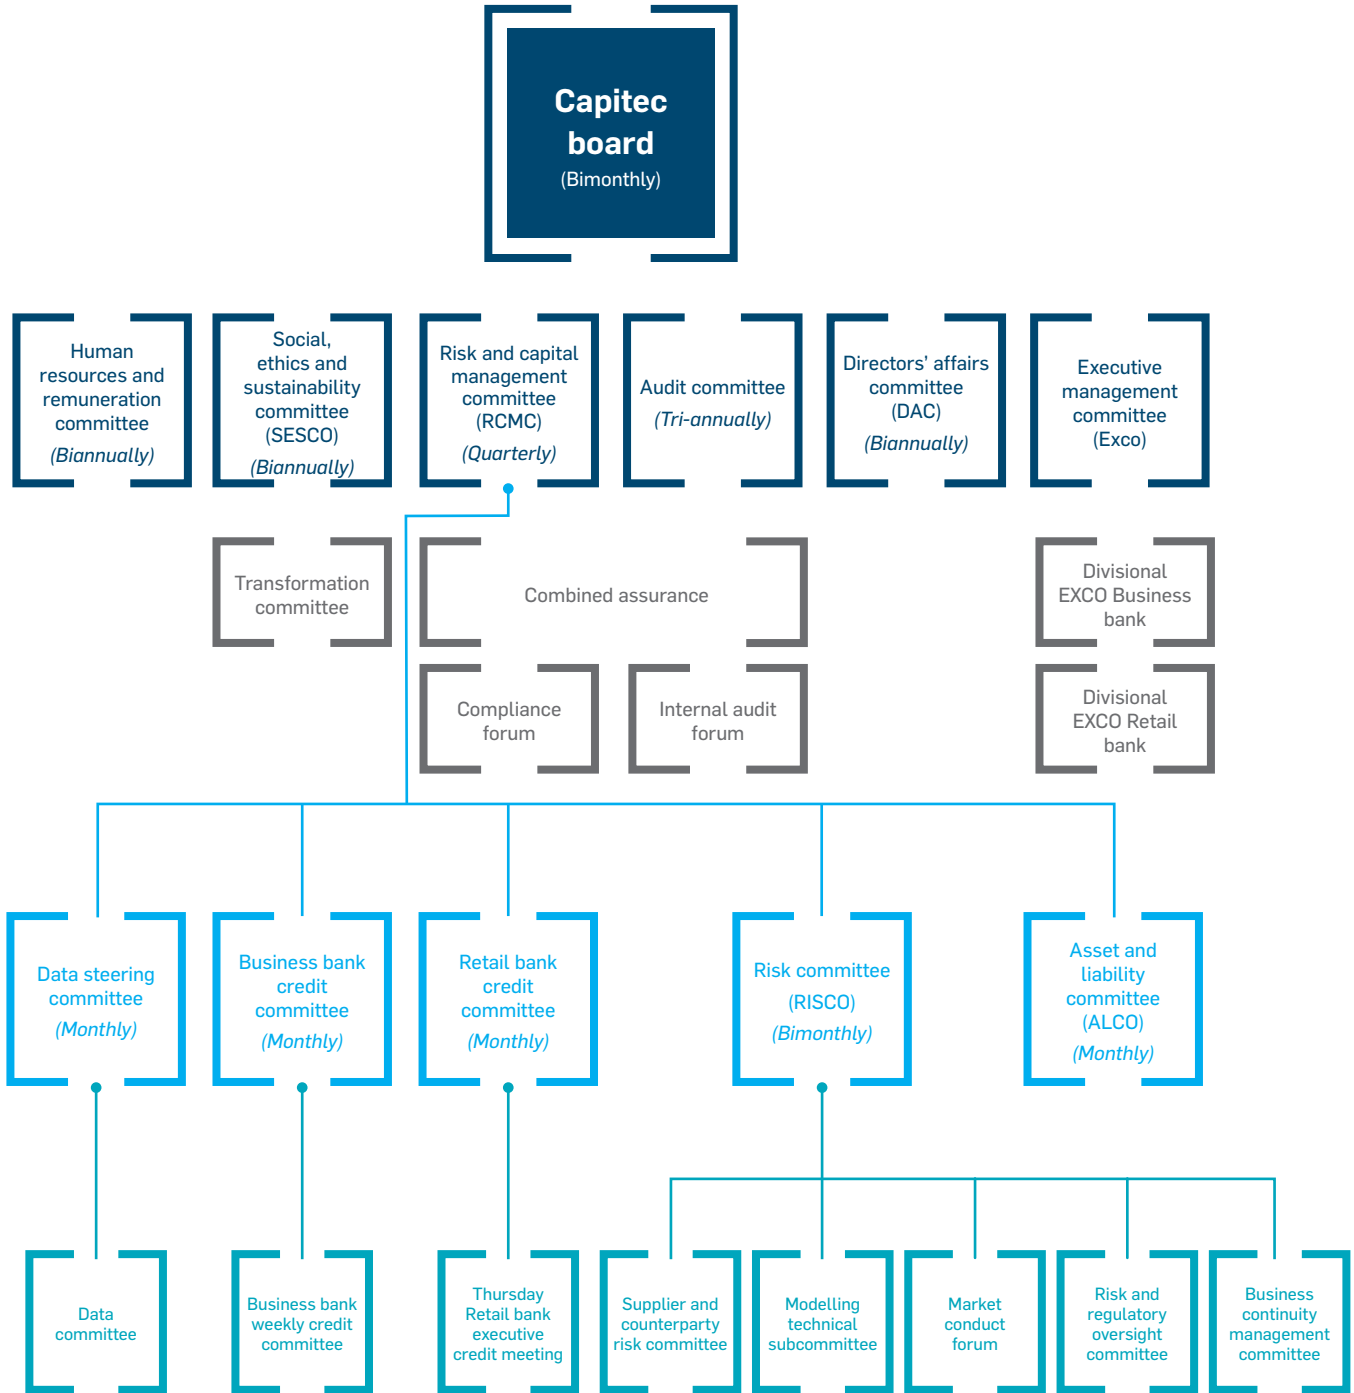 Capitec
board
(Bimonthly)
Human
resources and
remuneration
committee
(Biannually)
Social,
ethics and
sustainability
committee
(SESCO)
(Biannually)
Risk and capital
management
committee
(RCMC)
(Quarterly)
Audit committee
(Tri-annually)
Directors’ affairs
committee
(DAC)
(Biannually)
Executive
management
committee
(Exco)
Transformation
committee
Combined assurance
Divisional
EXCO Business
bank
Compliance
forum
Internal audit
forum
Divisional
EXCO Retail
bank
Data steering
committee
(Monthly)
Business bank
credit
committee
(Monthly)
Retail bank
credit
committee
(Monthly)
Risk committee
(RISCO)
(Bimonthly)
Asset and
liability
committee
(ALCO)
(Monthly)
Data
committee
Business bank
weekly credit
committee
Thursday
Retail bank
executive
credit meeting
Supplier and
counterparty
risk committee
Modelling
technical
subcommittee
Market
conduct
forum
Risk and
regulatory
oversight
committee
Business
continuity
management
committee